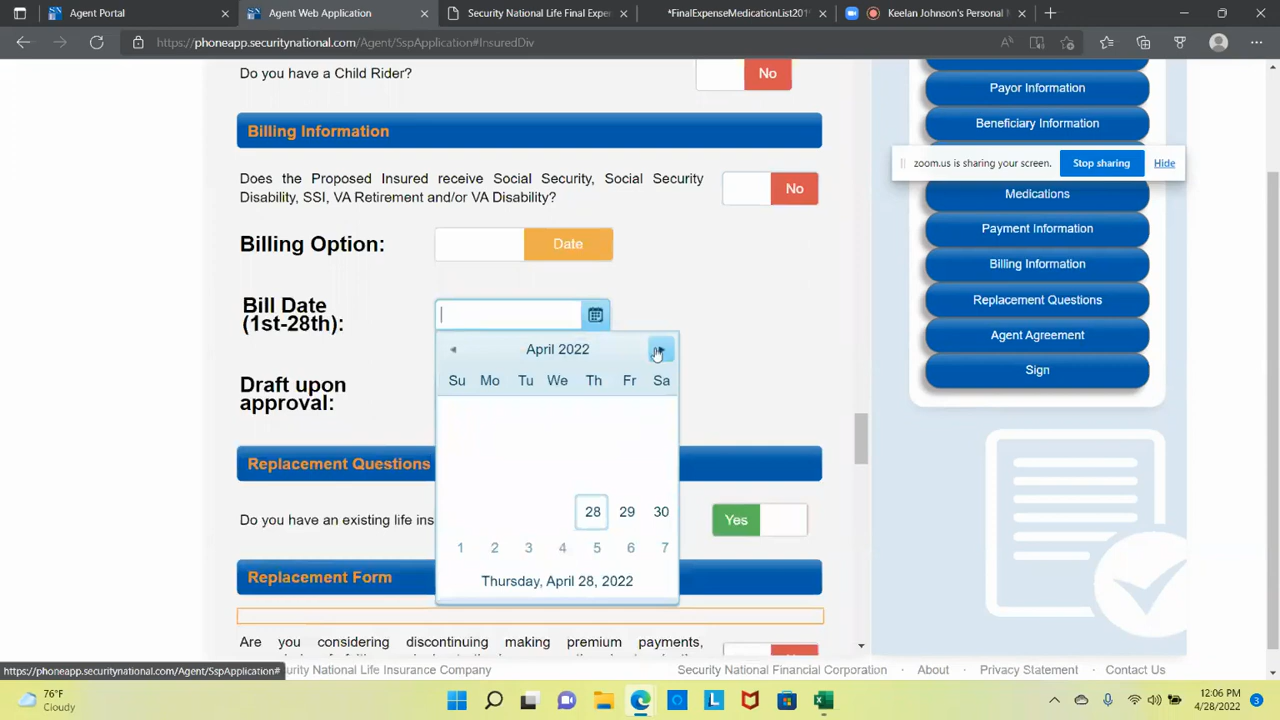 Agent Portal
Agent Web Application
Security National Life Final Expe
*FinalExpenseMedicationList201
Keelan Johnson's Personal M
https://phoneapp.securitynational.com/Agent/SspApplication#InsuredDiv
Do you have a Child Rider?
No
Billing Information
Does the Proposed Insured receive Social Security, Social Security
Disability, SSI, VA Retirement and/or VA Disability?
No
Billing Option:
Date
Bill Date
(1st-28th):
April 2022
Su Mo Tu We Th Fr Sa
28 29 30
1 2 3 4 5 6 7
Thursday, April 28, 2022
Draft upon
approval:
Replacement Questions
Do you have an existing life ins
Yes
Replacement Form
Are you considering discontinuing making premium payments,
Payor Information
Beneficiary Information
zoom.us is sharing your screen.
Stop sharing
Hide
Medications
Payment Information
Billing Information
Replacement Questions
Agent Agreement
Sign
https://phoneapp.securitynational.com/Agent/SspApplication#
curity National Life Insurance Company
Security National Financial Corporation
About
Privacy Statement
Contact Us
76°F
Cloudy
12:06 PM
4/28/2022
3